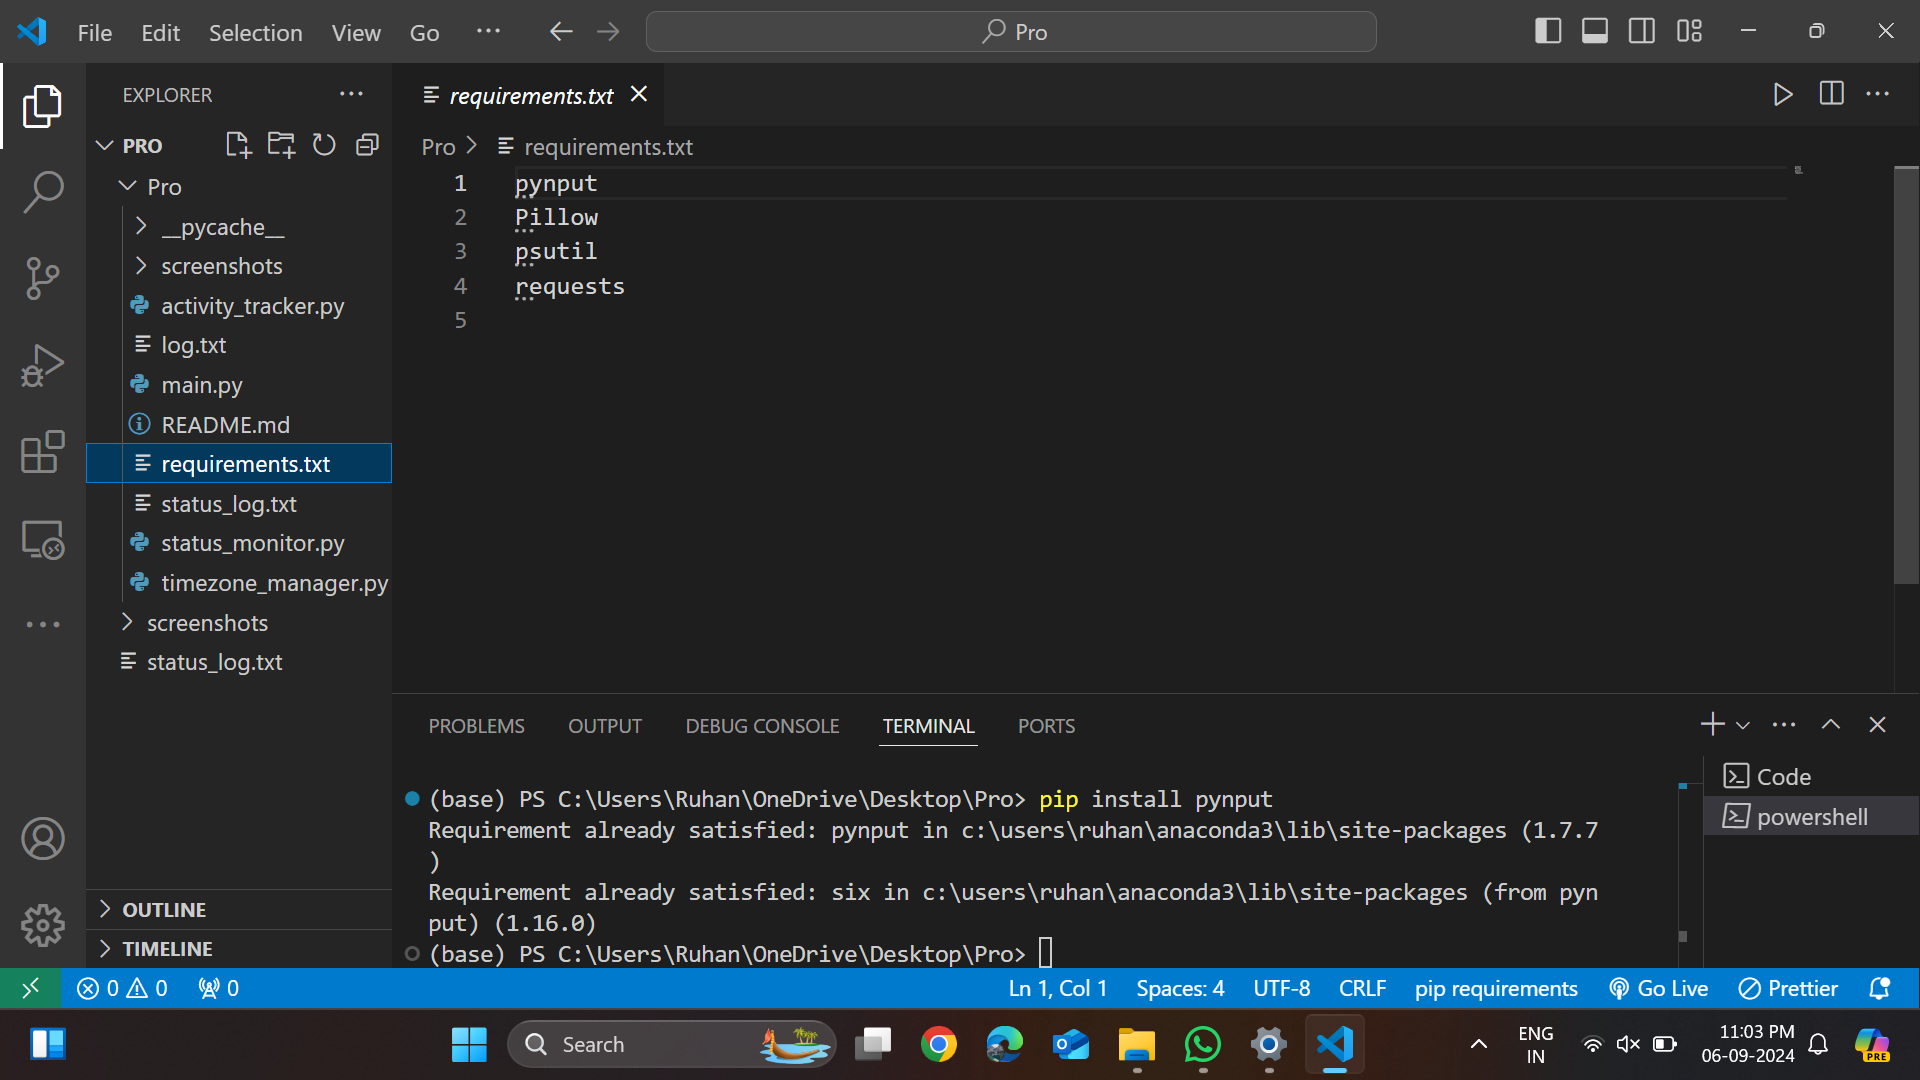 File Edit Selection View Go ··· Pro
EXPLORER ···
PRO
Pro
__pycache__
screenshots
activity_tracker.py
log.txt
main.py
README.md
requirements.txt
status_log.txt
status_monitor.py
timezone_manager.py
screenshots
status_log.txt
OUTLINE
TIMELINE
requirements.txt
Pro > requirements.txt
1 pynput
2 Pillow
3 psutil
4 requests
5
PROBLEMS OUTPUT DEBUG CONSOLE TERMINAL PORTS
(base) PS C:\Users\Ruhan\OneDrive\Desktop\Pro> pip install pynput
Requirement already satisfied: pynput in c:\users\ruhan\anaconda3\lib\site-packages (1.7.7
)
Requirement already satisfied: six in c:\users\ruhan\anaconda3\lib\site-packages (from pyn
put) (1.16.0)
(base) PS C:\Users\Ruhan\OneDrive\Desktop\Pro>
Code
powershell
0 0 0 Ln 1, Col 1 Spaces: 4 UTF-8 CRLF pip requirements Go Live Prettier
Search
ENG
IN
11:03 PM
06-09-2024
PRE